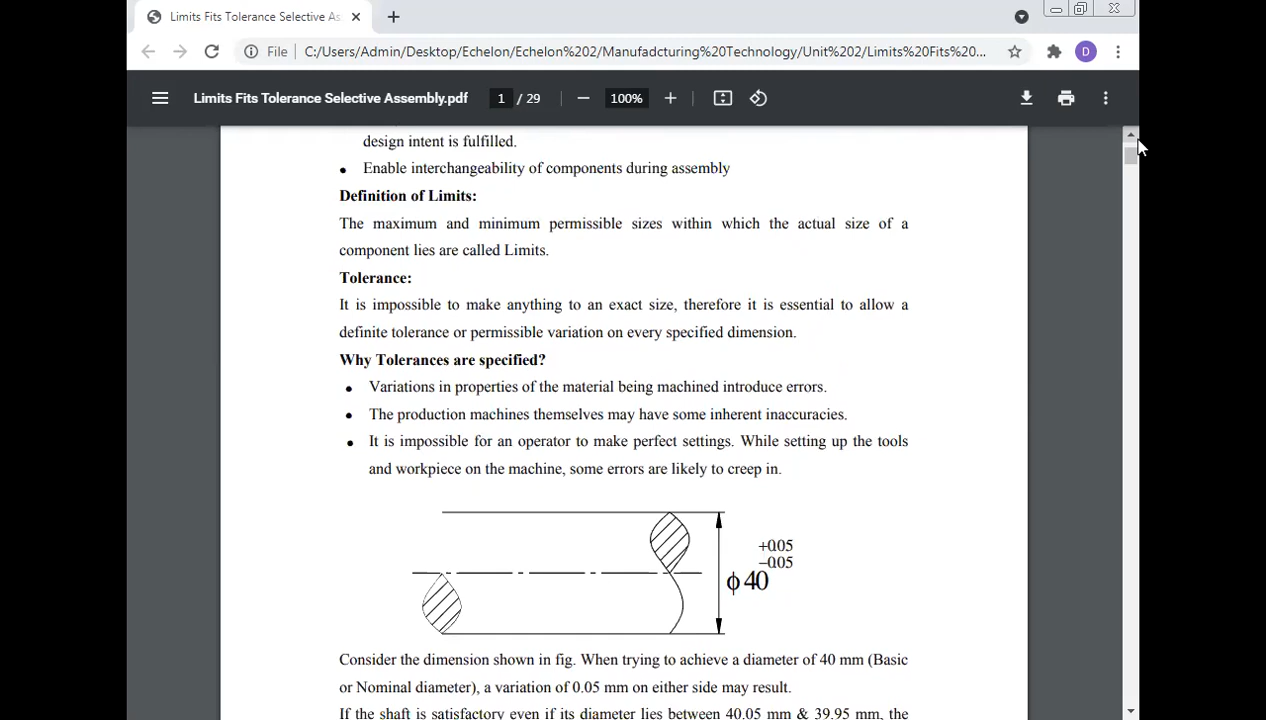 Limits Fits Tolerance Selective As
File
C:/Users/Admin/Desktop/Echelon/Echelon%202/Manufadcturing%20Technology/Unit%202/Limits%20Fits%20...
D
Limits Fits Tolerance Selective Assembly.pdf
1 / 29
100%
design intent is fulfilled.
• Enable interchangeability of components during assembly
Definition of Limits:
The maximum and minimum permissible sizes within which the actual size of a
component lies are called Limits.
Tolerance:
It is impossible to make anything to an exact size, therefore it is essential to allow a
definite tolerance or permissible variation on every specified dimension.
Why Tolerances are specified?
• Variations in properties of the material being machined introduce errors.
• The production machines themselves may have some inherent inaccuracies.
• It is impossible for an operator to make perfect settings. While setting up the tools
and workpiece on the machine, some errors are likely to creep in.
+0.05
−0.05
ϕ 40
Consider the dimension shown in fig. When trying to achieve a diameter of 40 mm (Basic
or Nominal diameter), a variation of 0.05 mm on either side may result.
If the shaft is satisfactory even if its diameter lies between 40.05 mm & 39.95 mm, the